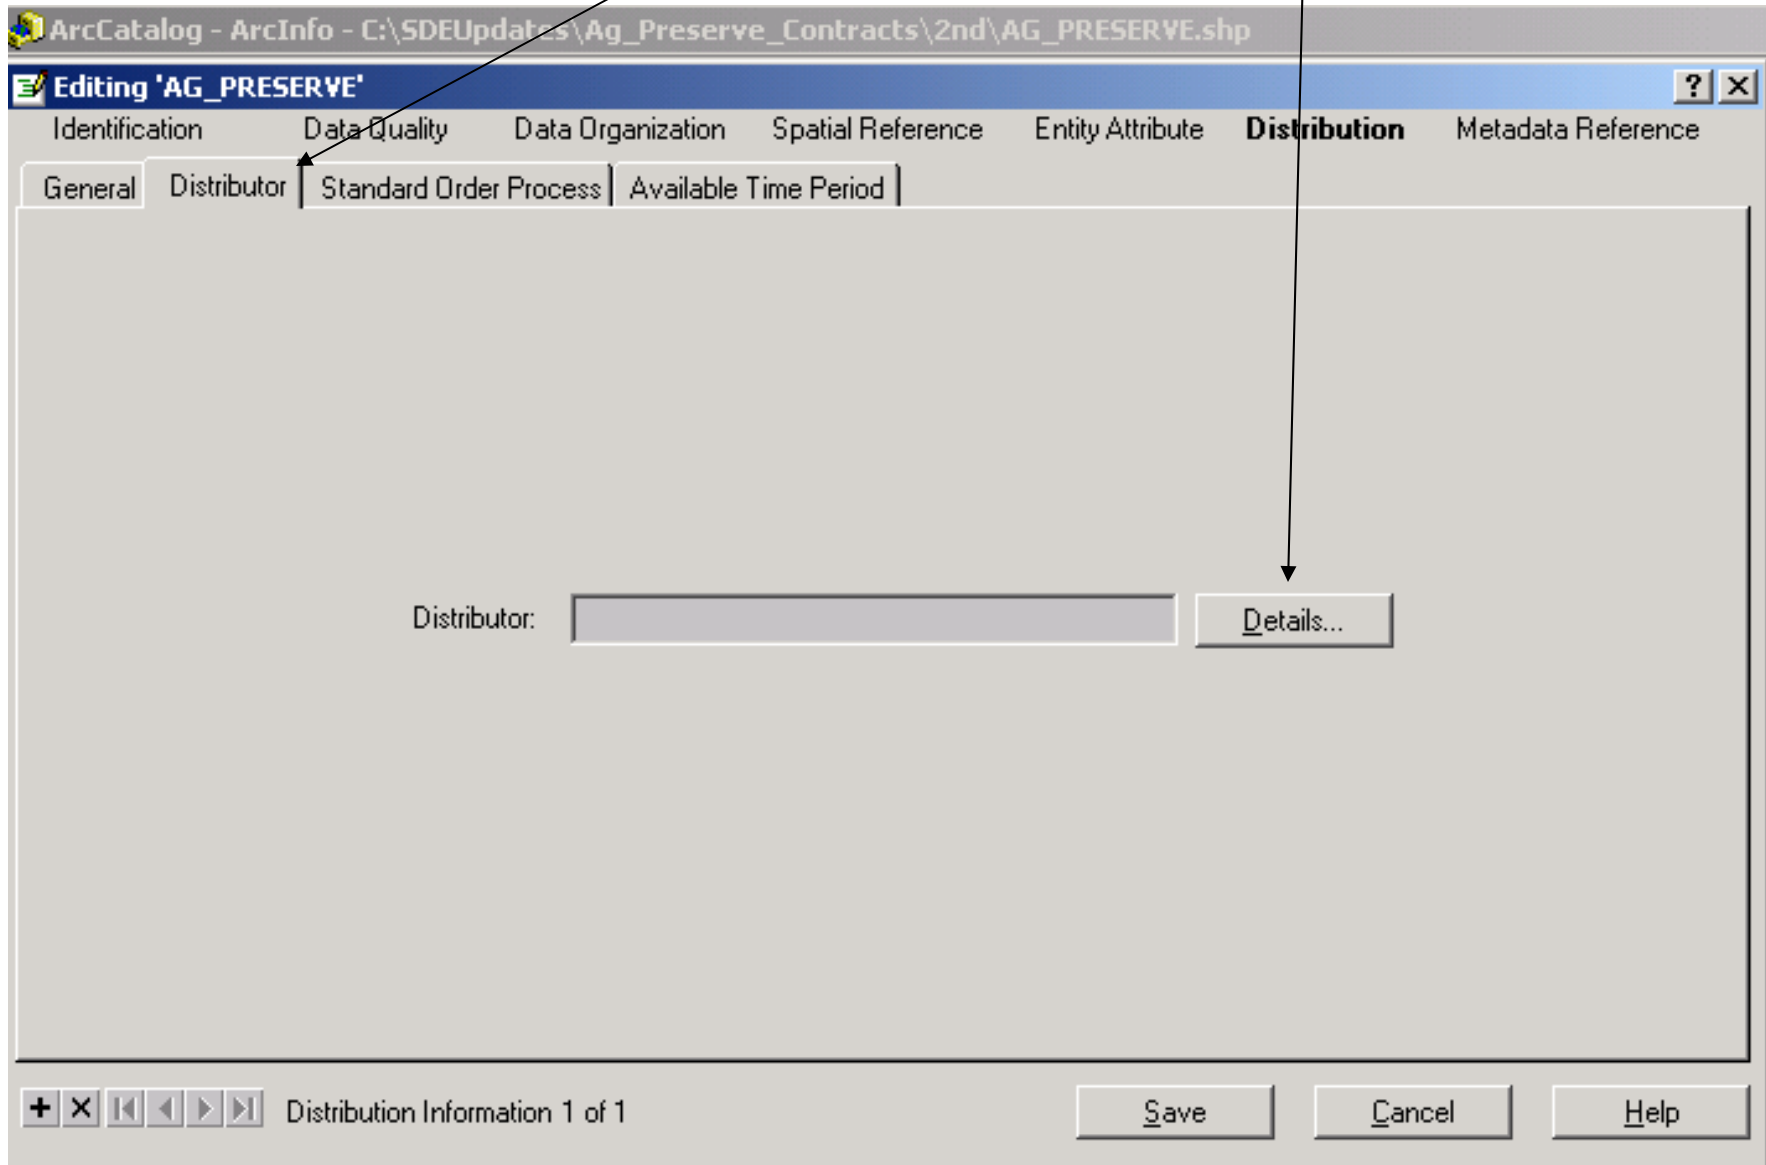 ArcCatalog - ArcInfo - C:\SDEUpdates\Ag_Preserve_Contracts\2nd\AG_PRESERVE.shp
Editing 'AG_PRESERVE'
Identification Data Quality Data Organization Spatial Reference Entity Attribute Distribution Metadata Reference
General Distributor Standard Order Process Available Time Period
Distributor: Details...
Distribution Information 1 of 1 Save Cancel Help